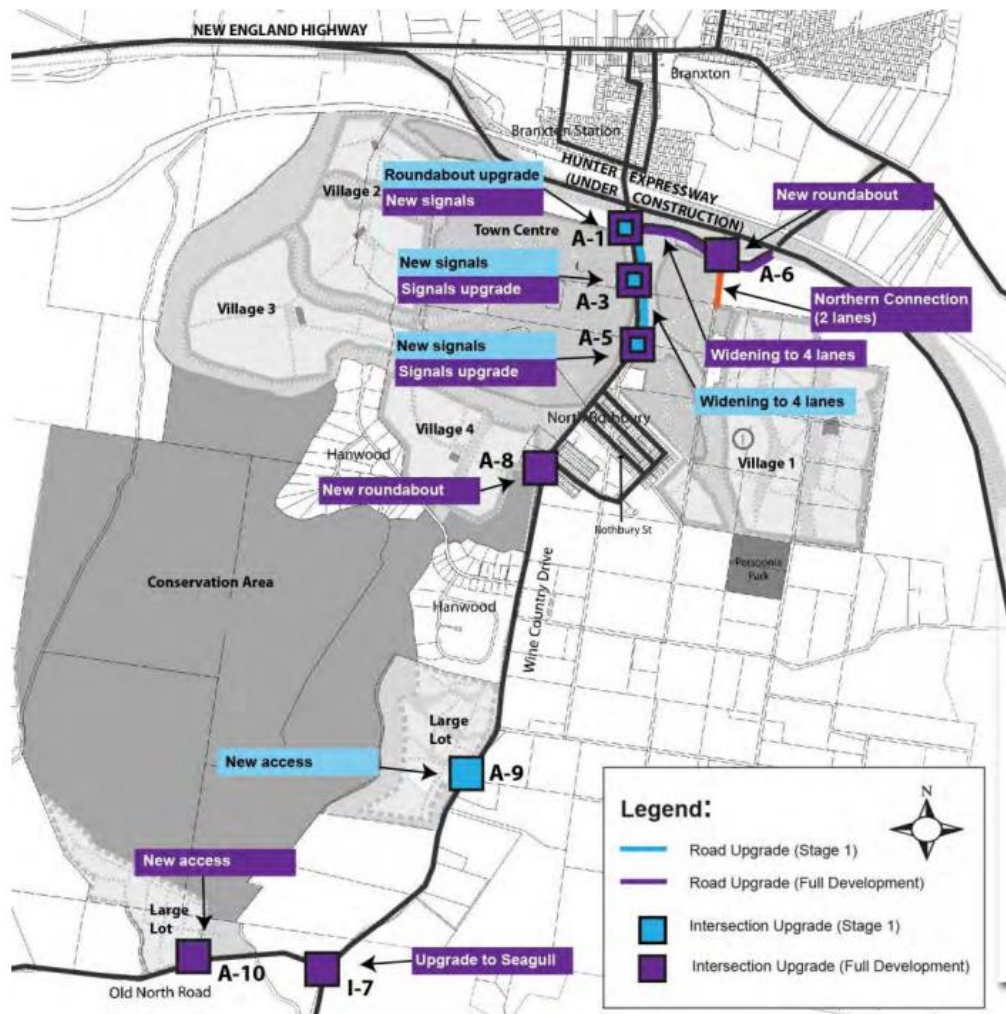 NEW ENGLAND HIGHWAY
Branxton
Branxton Station
HUNTER EXPRESSWAY
(UNDER CONSTRUCTION)
Village 2
Roundabout upgrade
New signals
New roundabout
Town Centre
A-1
New signals
Signals upgrade
A-3
A-6
Northern Connection
(2 lanes)
Village 3
New signals
Signals upgrade
A-5
Widening to 4 lanes
Widening to 4 lanes
North Rothbury
Village 4
Hanwood
A-8
1
Village 1
New roundabout
Rothbury St
Persoonia
Park
Conservation Area
Hanwood
Wine Country Drive
Large
Lot
New access
A-9
New access
Large
Lot
A-10
Old North Road
I-7
Upgrade to Seagull
Legend:
N
Road Upgrade (Stage 1)
Road Upgrade (Full Development)
Intersection Upgrade (Stage 1)
Intersection Upgrade (Full Development)